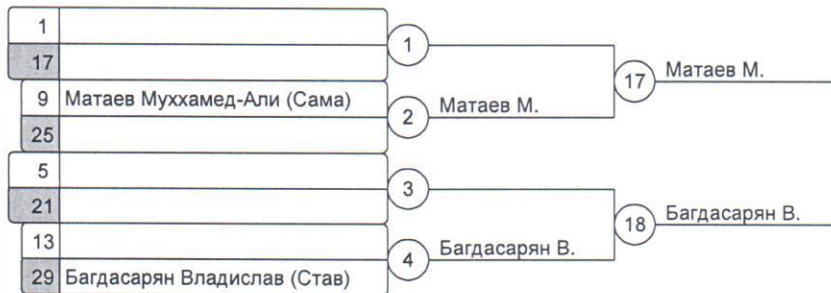 1
17
1
9 Матаев Муххамед-Али (Сама)
25
2 Матаев М.
17 Матаев М.
5
21
3
13
29 Багдасарян Владислав (Став)
4 Багдасарян В.
18 Багдасарян В.